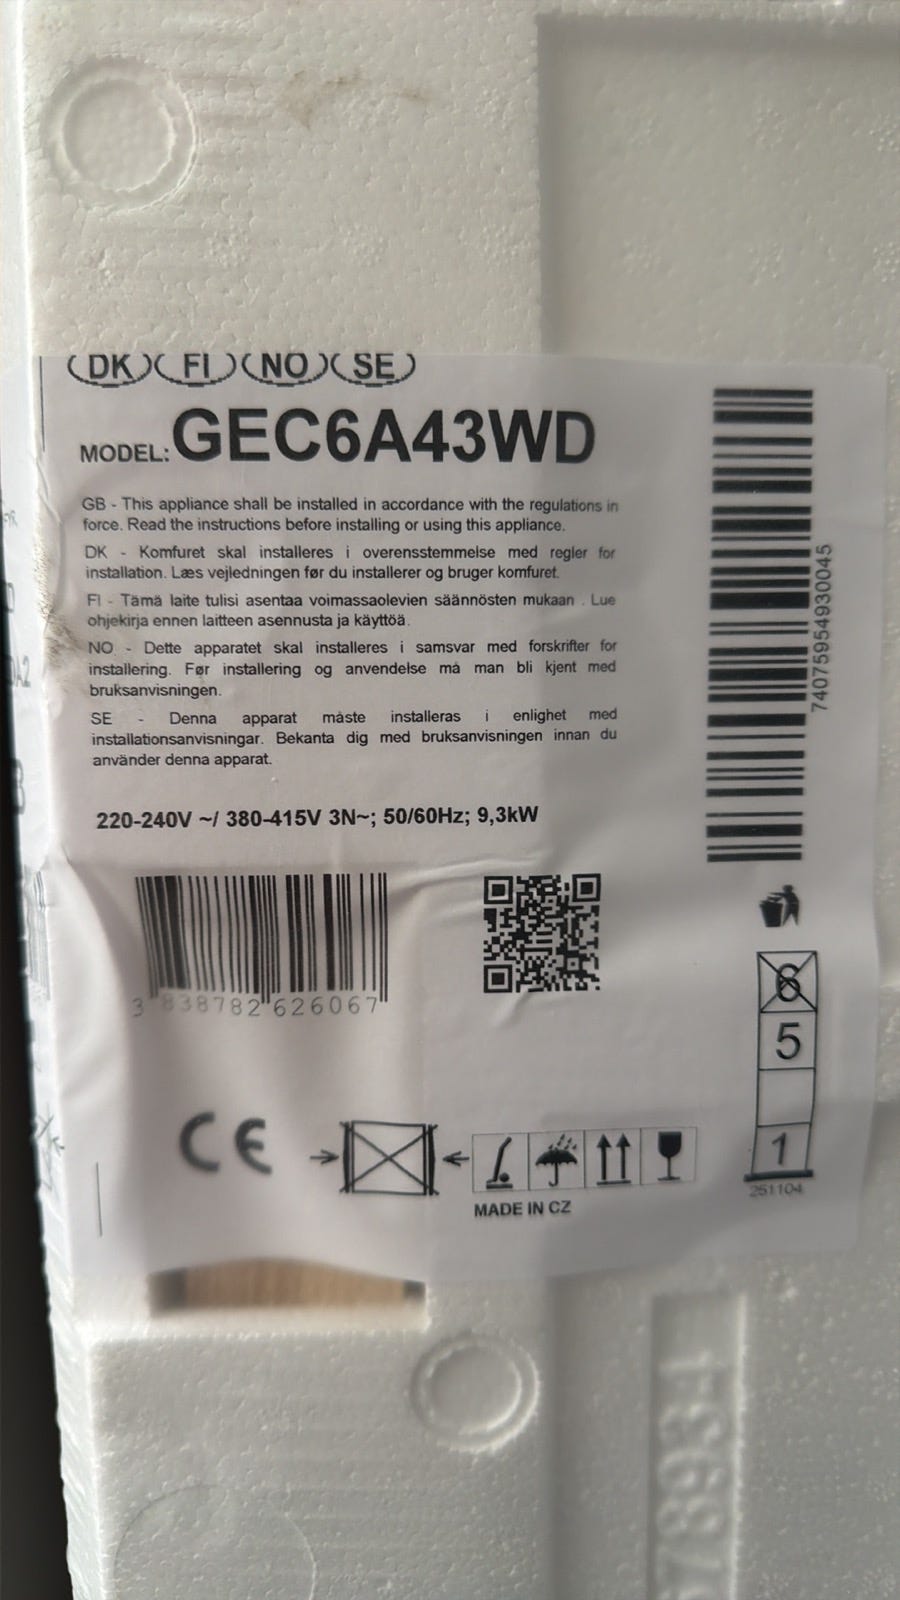 DK FI NO SE
MODEL: GEC6A43WD
GB - This appliance shall be installed in accordance with the regulations in
force. Read the instructions before installing or using this appliance.
DK - Komfuret skal installeres i overensstemmelse med regler for
installation. Læs vejledningen før du installerer og bruger komfuret.
FI - Tämä laite tulisi asentaa voimassaolevien säännösten mukaan . Lue
ohjekirja ennen laitteen asennusta ja käyttöä.
NO - Dette apparatet skal installeres i samsvar med forskrifter for
installering. Før installering og anvendelse må man bli kjent med
bruksanvisningen.
SE - Denna apparat måste installeras i enlighet med
installationsanvisningar. Bekanta dig med bruksanvisningen innan du
använder denna apparat.
220-240V ~/ 380-415V 3N~; 50/60Hz; 9,3kW
74075954930045
3 838782 626067
6
5
1
251104
CE
MADE IN CZ